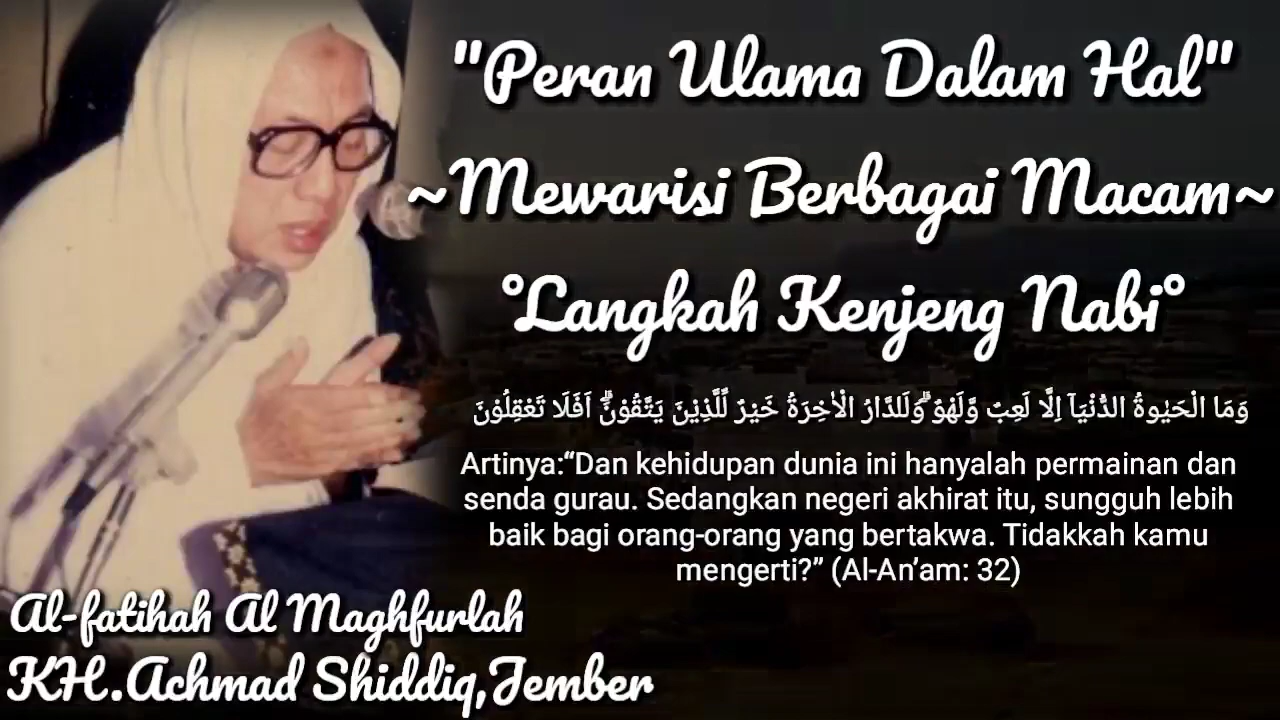 "Peran Ulama Dalam Hal"
~Mewarisi Berbagai Macam~
°Langkah Kenjeng Nabi°
وَمَا الْحَيٰوةُ الدُّنْيَآ اِلَّا لَعِبٌ وَّلَهْوٌ ۗوَلَلدَّارُ الْاٰخِرَةُ خَيْرٌ لِّلَّذِيْنَ يَتَّقُوْنَۗ اَفَلَا تَعْقِلُوْنَ
Artinya:“Dan kehidupan dunia ini hanyalah permainan dan
senda gurau. Sedangkan negeri akhirat itu, sungguh lebih
baik bagi orang-orang yang bertakwa. Tidakkah kamu
mengerti?” (Al-An’am: 32)
Al-fatihah Al Maghfurlah
KH.Achmad Shiddiq,Jember